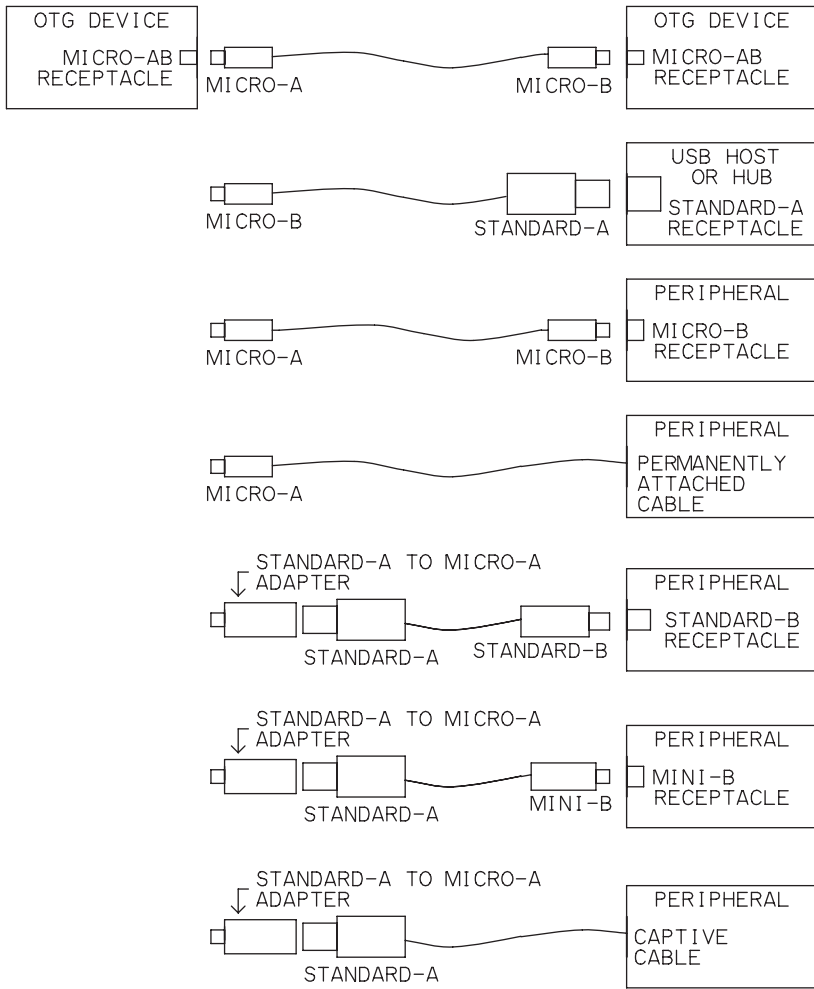 OTG DEVICE
MICRO-AB
RECEPTACLE
MICRO-A
MICRO-B
OTG DEVICE
MICRO-AB
RECEPTACLE
MICRO-B
STANDARD-A
USB HOST
OR HUB
STANDARD-A
RECEPTACLE
MICRO-A
MICRO-B
PERIPHERAL
MICRO-B
RECEPTACLE
MICRO-A
PERIPHERAL
PERMANENTLY
ATTACHED
CABLE
STANDARD-A TO MICRO-A
ADAPTER
STANDARD-A
STANDARD-B
PERIPHERAL
STANDARD-B
RECEPTACLE
STANDARD-A TO MICRO-A
ADAPTER
STANDARD-A
MINI-B
PERIPHERAL
MINI-B
RECEPTACLE
STANDARD-A TO MICRO-A
ADAPTER
STANDARD-A
PERIPHERAL
CAPTIVE
CABLE